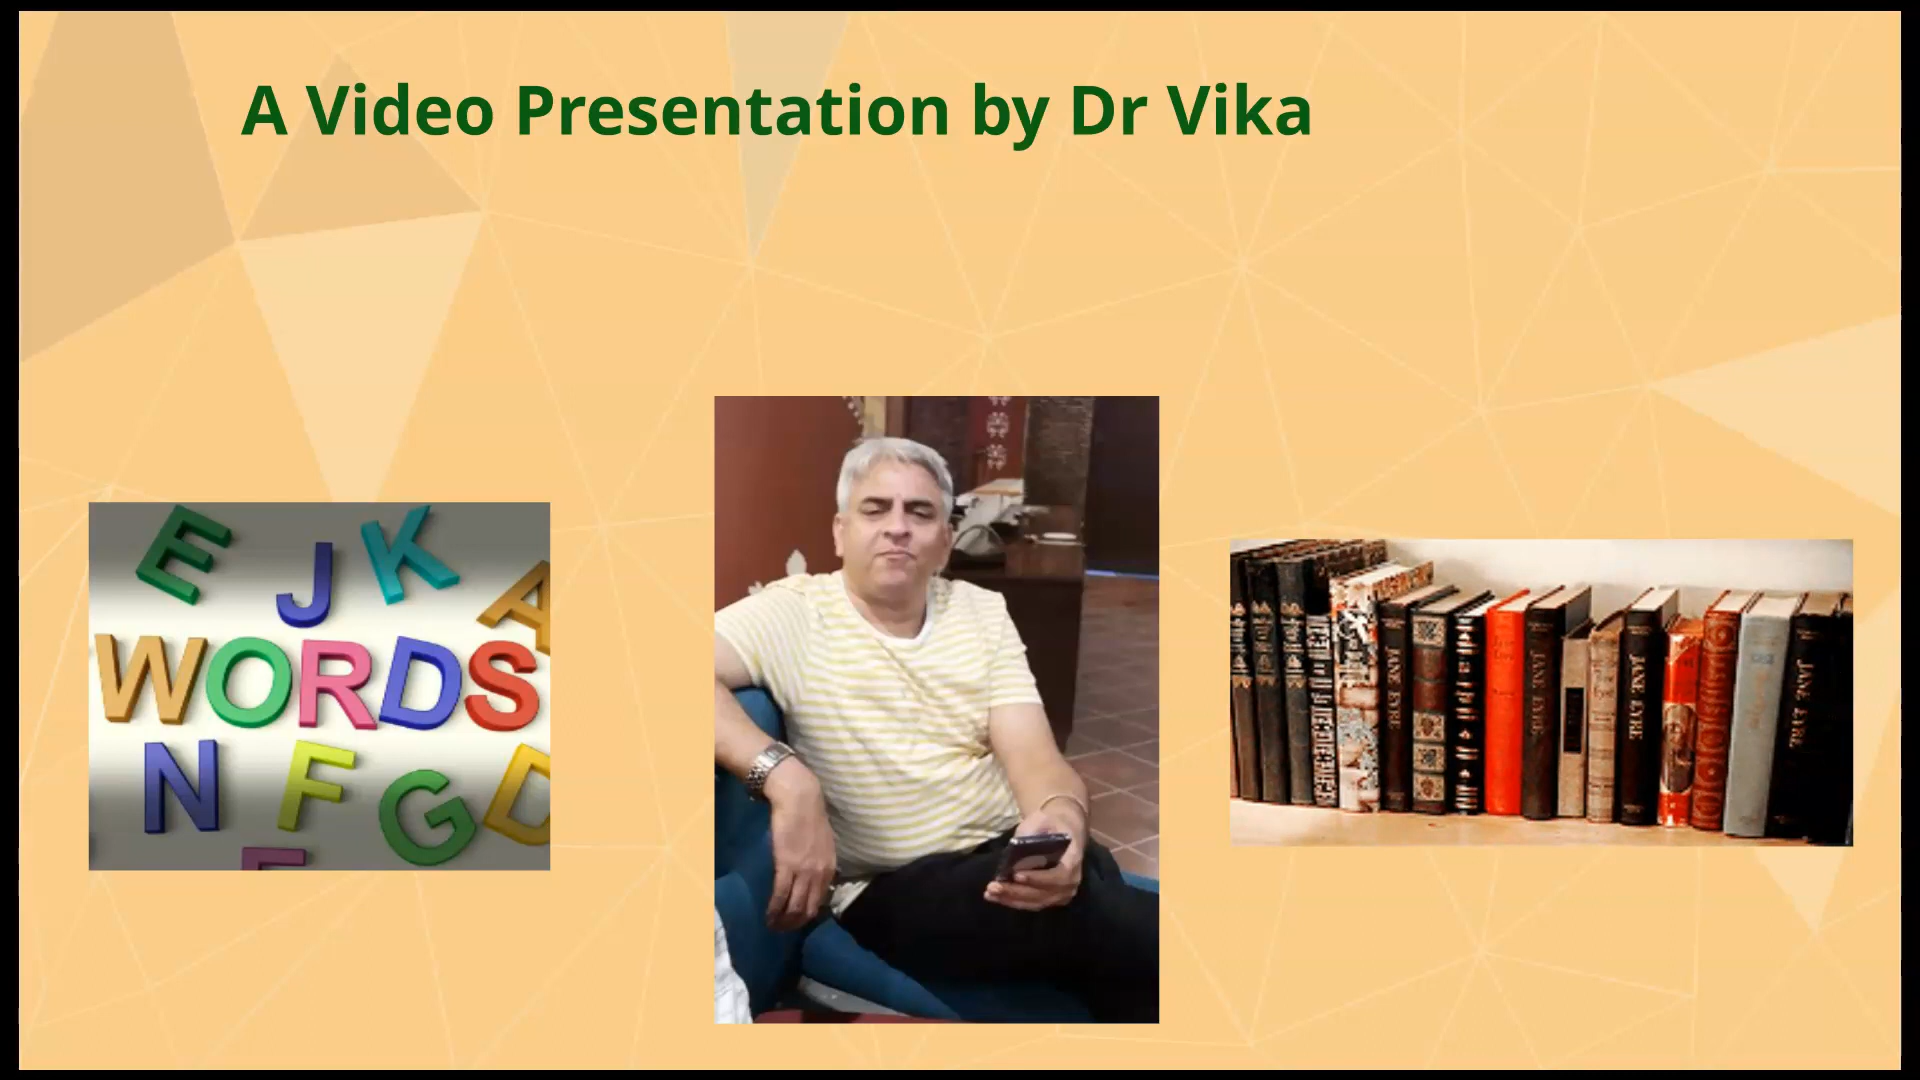 A Video Presentation by Dr Vika
E J K A
WORDS
N F G D
JANE EYRE
JANE EYRE
JANE EYRE
JANE EYRE